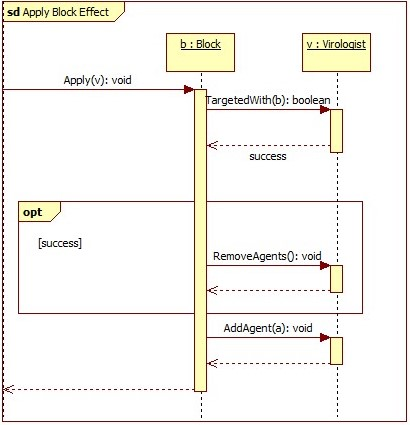 sd Apply Block Effect
b : Block
v : Virologist
Apply(v): void
TargetedWith(b): boolean
success
opt
[success]
RemoveAgents(): void
AddAgent(a): void